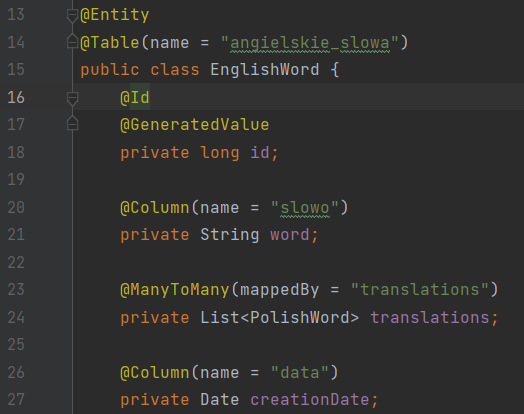 13 @Entity
14 @Table(name = "angielskie_slowa")
15 public class EnglishWord {
16 @Id
17 @GeneratedValue
18 private long id;
19
20 @Column(name = "slowo")
21 private String word;
22
23 @ManyToMany(mappedBy = "translations")
24 private List<PolishWord> translations;
25
26 @Column(name = "data")
27 private Date creationDate;